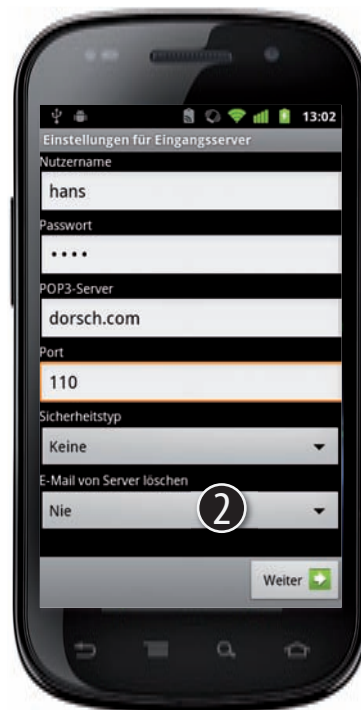 13:02
Einstellungen für Eingangsserver
Nutzername
hans
Passwort
••••
POP3-Server
dorsch.com
Port
110
Sicherheitstyp
Keine
E-Mail von Server löschen
Nie
2
Weiter